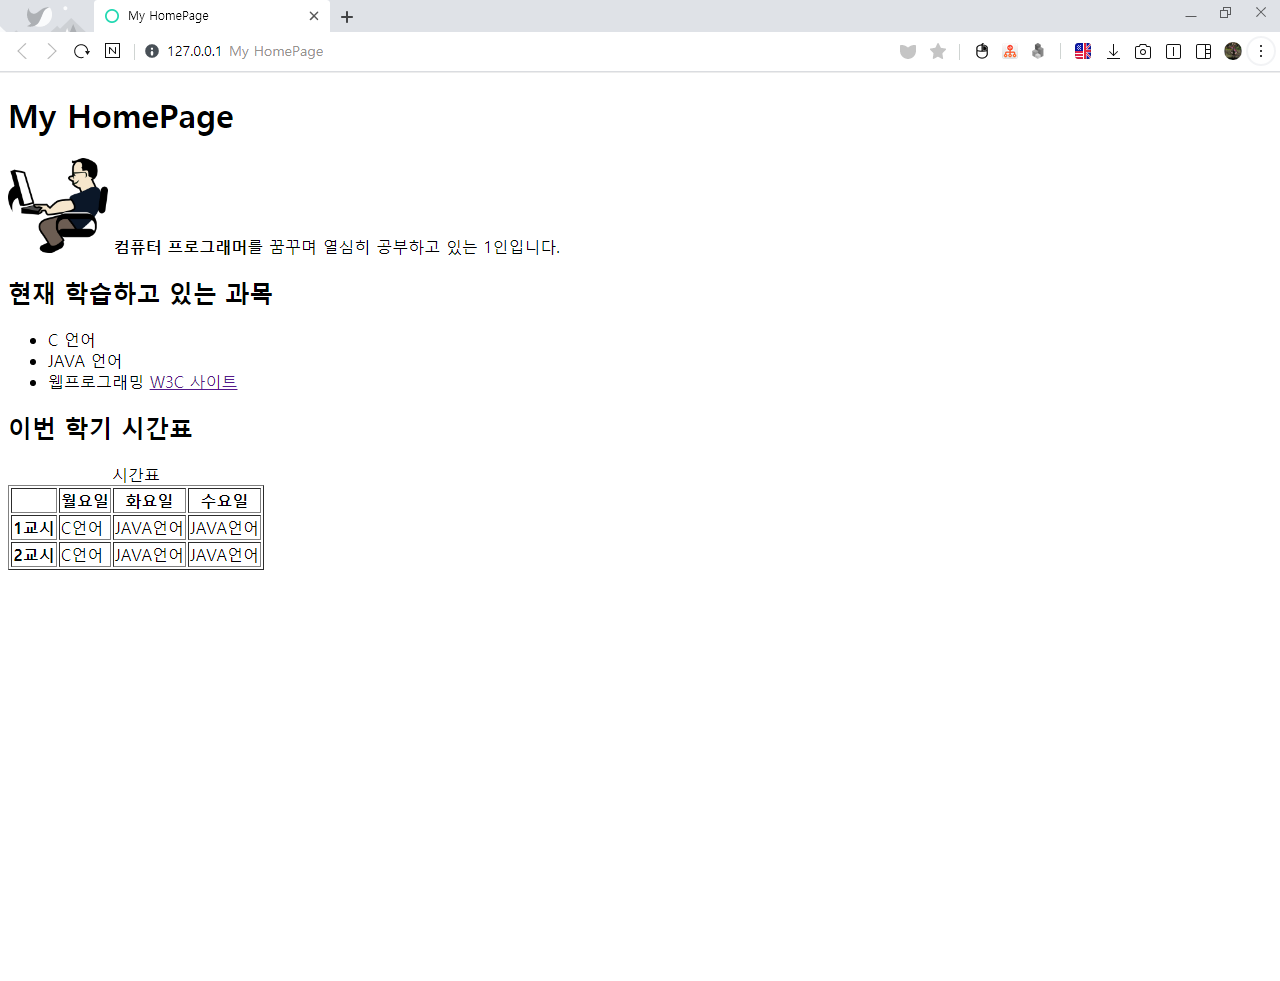 My HomePage
N
127.0.0.1 My HomePage
My HomePage
컴퓨터 프로그래머를 꿈꾸며 열심히 공부하고 있는 1인입니다.
현재 학습하고 있는 과목
C 언어
JAVA 언어
웹프로그래밍 W3C 사이트
이번 학기 시간표
시간표
월요일 화요일 수요일
1교시 C언어 JAVA언어 JAVA언어
2교시 C언어 JAVA언어 JAVA언어